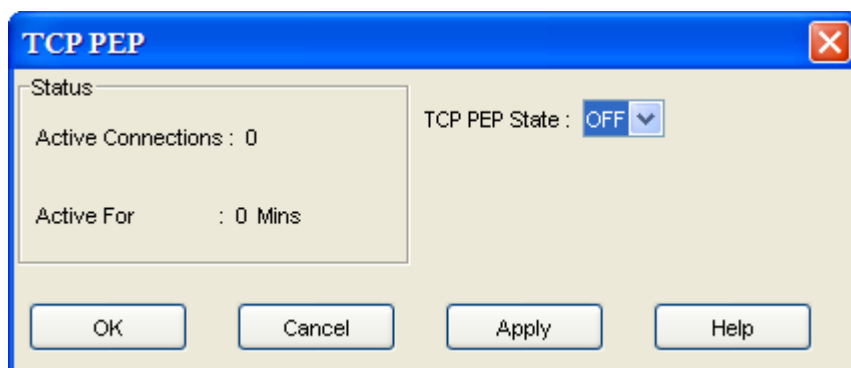 TCP PEP
Status
Active Connections : 0
Active For : 0 Mins
TCP PEP State : OFF
OK Cancel Apply Help